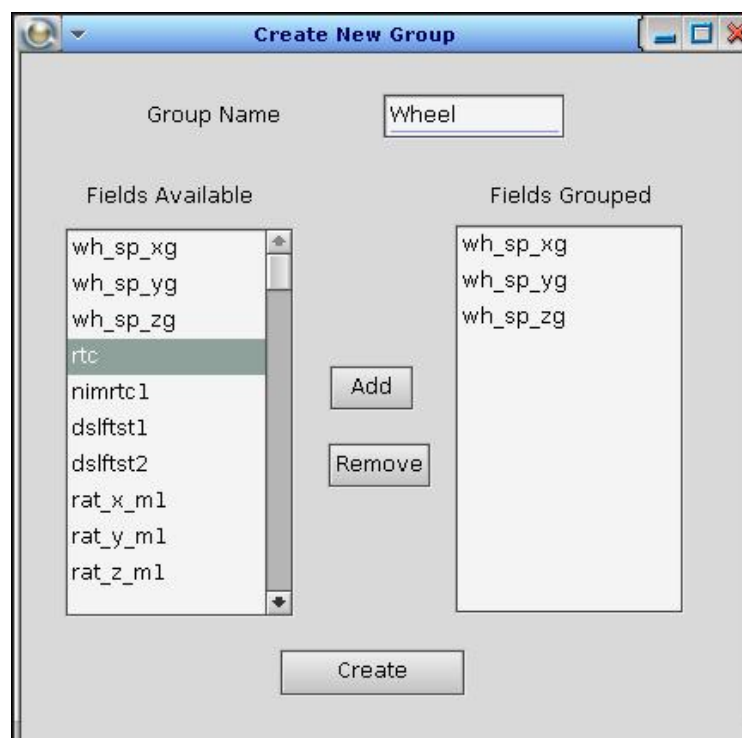 Create New Group
Group Name
Wheel
Fields Available
Fields Grouped
wh_sp_xg
wh_sp_yg
wh_sp_zg
rtc
nimrtc1
dslftst1
dslftst2
rat_x_m1
rat_y_m1
rat_z_m1
Add
Remove
wh_sp_xg
wh_sp_yg
wh_sp_zg
Create